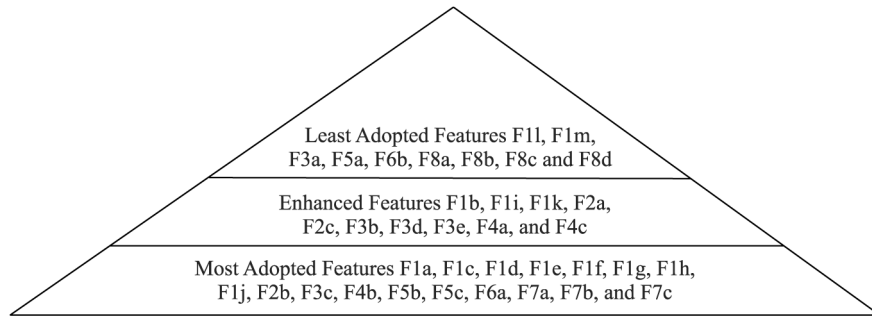 Least Adopted Features F1l, F1m,
F3a, F5a, F6b, F8a, F8b, F8c and F8d
Enhanced Features F1b, F1i, F1k, F2a,
F2c, F3b, F3d, F3e, F4a, and F4c
Most Adopted Features F1a, F1c, F1d, F1e, F1f, F1g, F1h,
F1j, F2b, F3c, F4b, F5b, F5c, F6a, F7a, F7b, and F7c